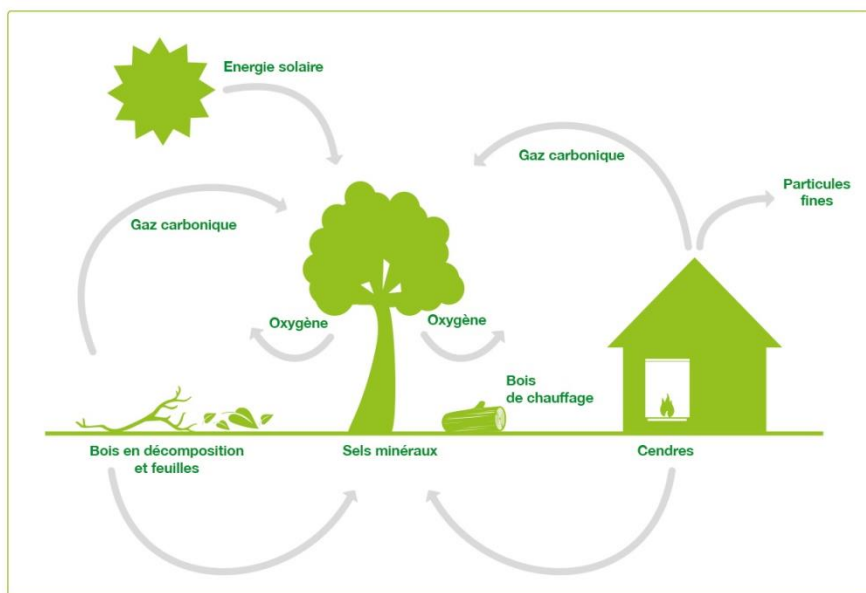 Energie solaire
Gaz carbonique
Particules
fines
Gaz carbonique
Oxygène
Oxygène
Bois
de chauffage
Bois en décomposition
et feuilles
Sels minéraux
Cendres